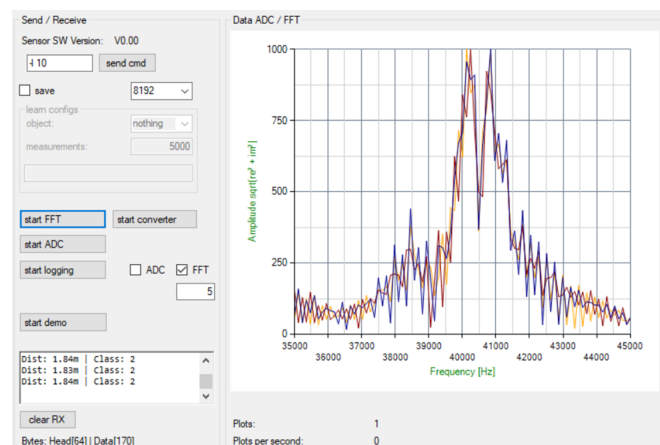 Send / Receive
Sensor SW Version: V0.00
-l 10
send cmd
save
8192
learn configs
object:
nothing
measurements:
5000
start FFT
start converter
start ADC
start logging
ADC
FFT
5
start demo
Dist: 1.84m | Class: 2
Dist: 1.83m | Class: 2
Dist: 1.84m | Class: 2
clear RX
Bytes: Head[64] | Data[170]
Data ADC / FFT
Amplitude sqrt[re² + im²]
1000
750
500
250
0
35000
36000
37000
38000
39000
40000
41000
42000
43000
44000
45000
Frequency [Hz]
Plots: 1
Plots per second: 0